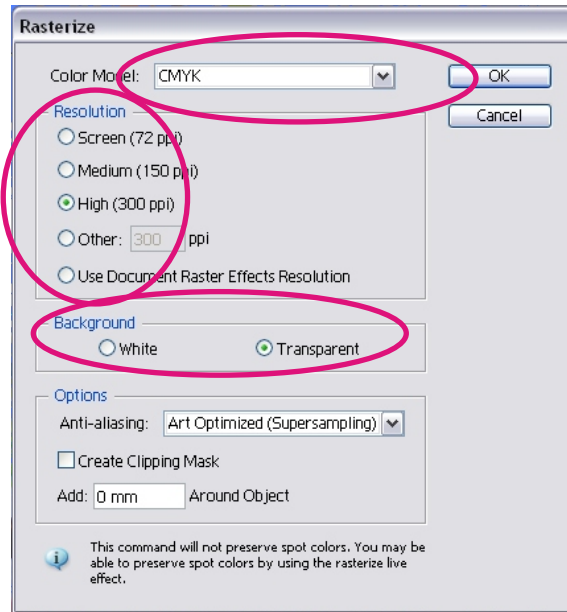 Rasterize
Color Model: CMYK
OK
Cancel
Resolution
Screen (72 ppi)
Medium (150 ppi)
High (300 ppi)
Other: 300 ppi
Use Document Raster Effects Resolution
Background
White Transparent
Options
Anti-aliasing: Art Optimized (Supersampling)
Create Clipping Mask
Add: 0 mm Around Object
This command will not preserve spot colors. You may be
able to preserve spot colors by using the rasterize live
effect.